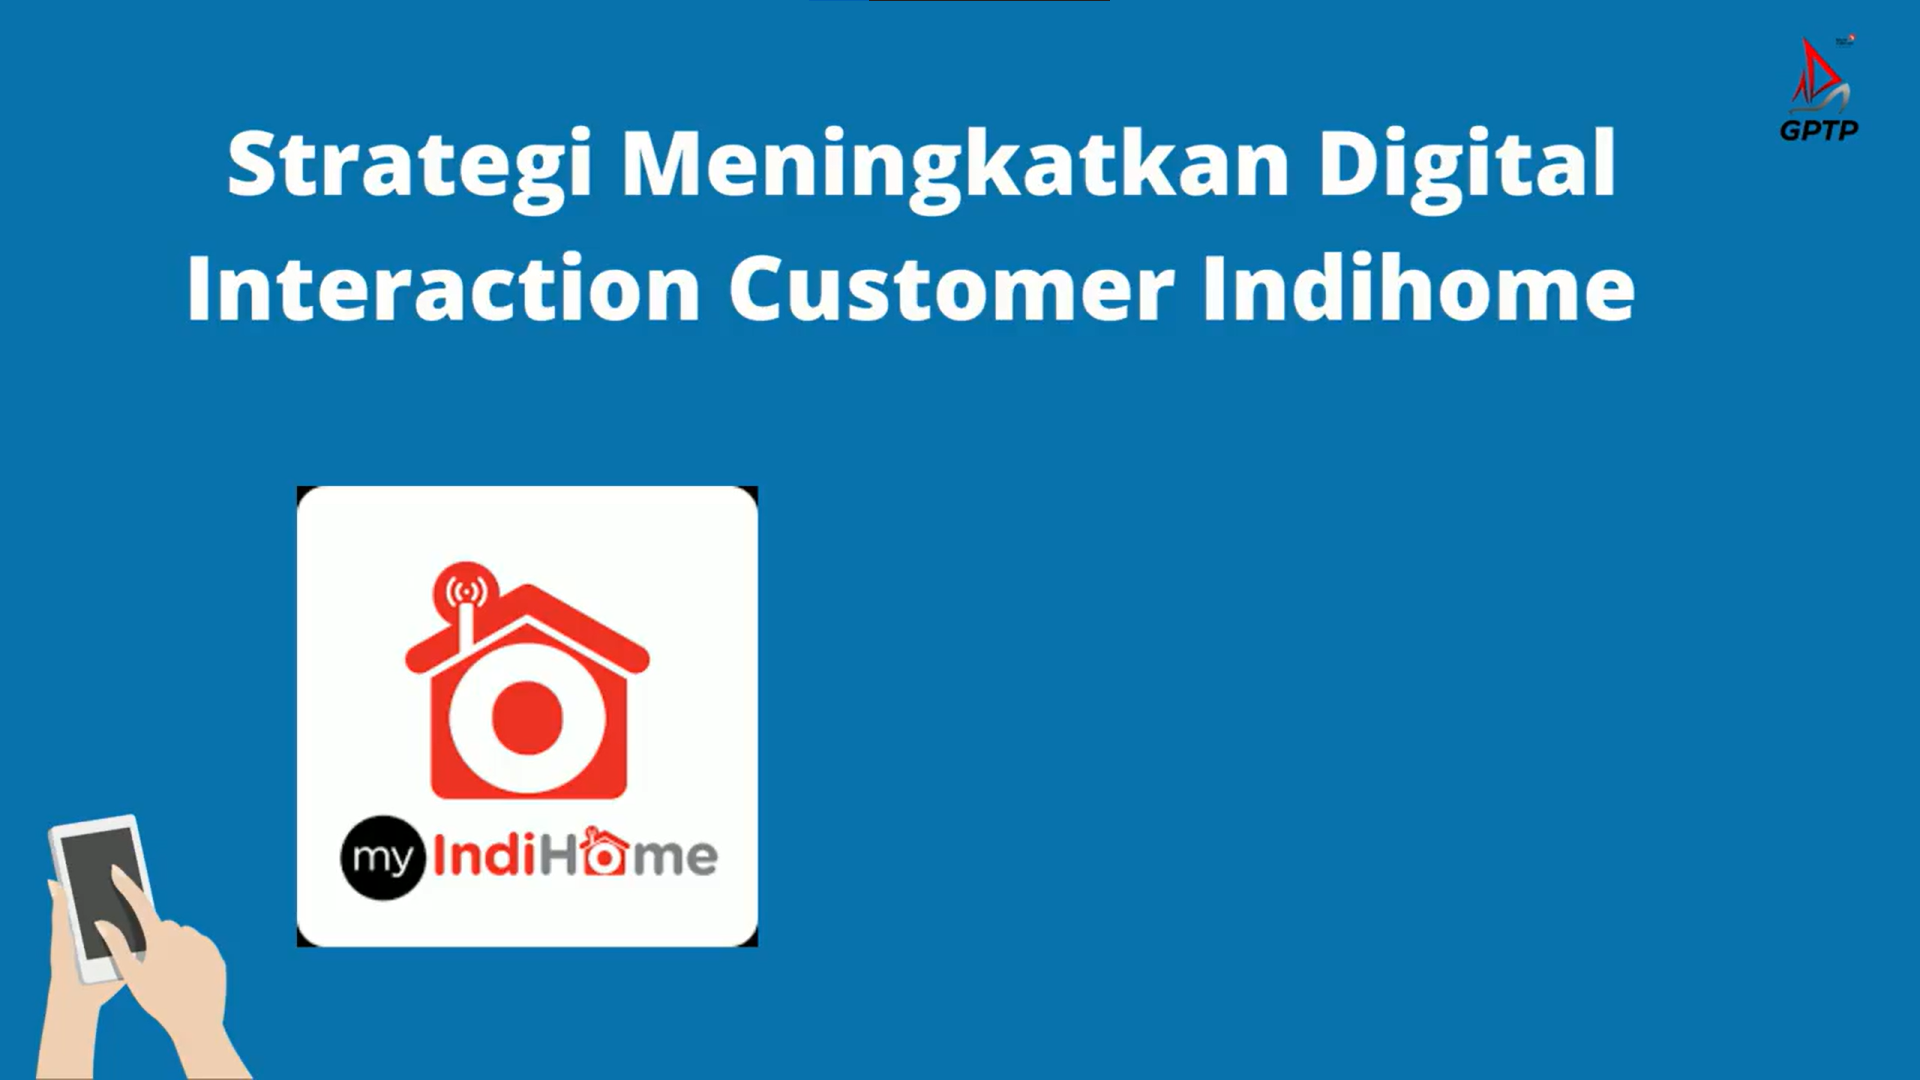 GPTP
Strategi Meningkatkan Digital
Interaction Customer Indihome
my IndiHome